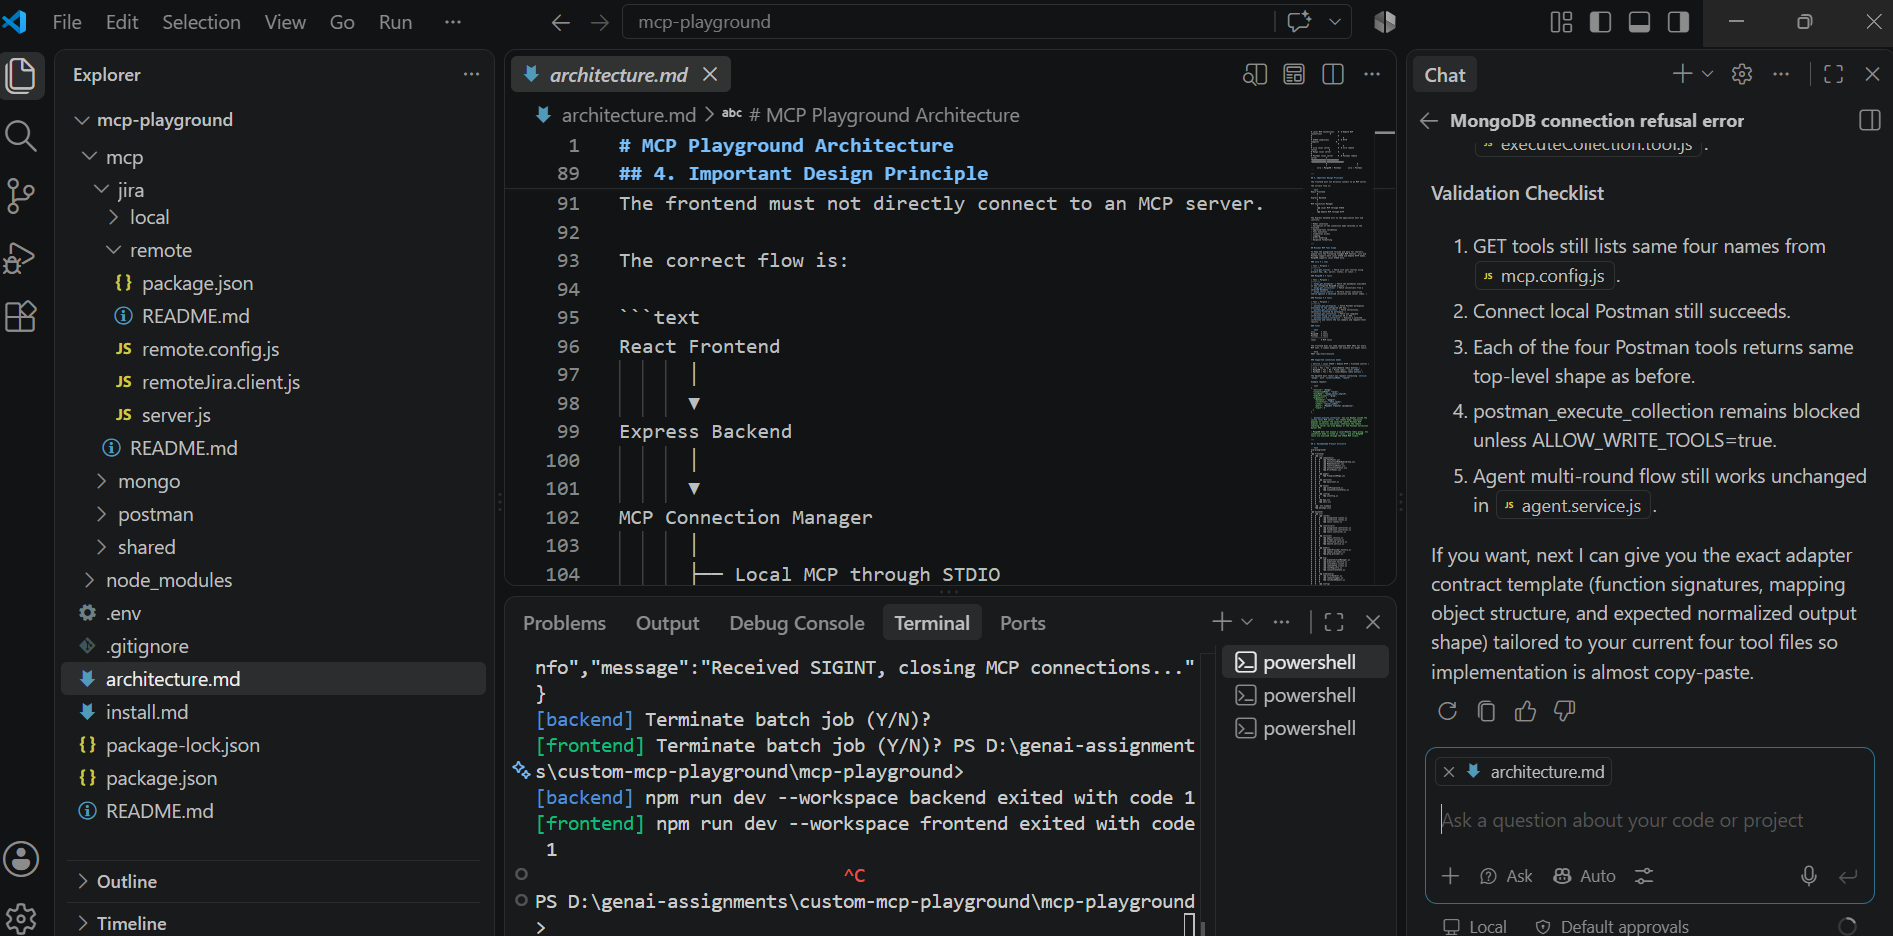 File Edit Selection View Go Run ···
mcp-playground
Explorer
mcp-playground
mcp
jira
local
remote
{} package.json
README.md
JS remote.config.js
JS remoteJira.client.js
JS server.js
README.md
mongo
postman
shared
node_modules
.env
.gitignore
architecture.md
install.md
{} package-lock.json
{} package.json
README.md
Outline
Timeline
architecture.md
architecture.md > abc # MCP Playground Architecture
1 # MCP Playground Architecture
89 ## 4. Important Design Principle
91 The frontend must not directly connect to an MCP server.
92
93 The correct flow is:
94
95 ```text
96 React Frontend
97 │
98 ▼
99 Express Backend
100 │
101 ▼
102 MCP Connection Manager
103 │
104 ├── Local MCP through STDIO
Problems Output Debug Console Terminal Ports
nfo","message":"Received SIGINT, closing MCP connections..."
}
[backend] Terminate batch job (Y/N)?
[frontend] Terminate batch job (Y/N)? PS D:\genai-assignment
s\custom-mcp-playground\mcp-playground>
[backend] npm run dev --workspace backend exited with code 1
[frontend] npm run dev --workspace frontend exited with code
1
^C
PS D:\genai-assignments\custom-mcp-playground\mcp-playground
>
powershell
powershell
powershell
Chat
MongoDB connection refusal error
JS executeCollection.tool.js .
Validation Checklist
1. GET tools still lists same four names from
JS mcp.config.js .
2. Connect local Postman still succeeds.
3. Each of the four Postman tools returns same
top-level shape as before.
4. postman_execute_collection remains blocked
unless ALLOW_WRITE_TOOLS=true.
5. Agent multi-round flow still works unchanged
in JS agent.service.js .
If you want, next I can give you the exact adapter
contract template (function signatures, mapping
object structure, and expected normalized output
shape) tailored to your current four tool files so
implementation is almost copy-paste.
architecture.md
Ask a question about your code or project
Ask Auto
Local Default approvals